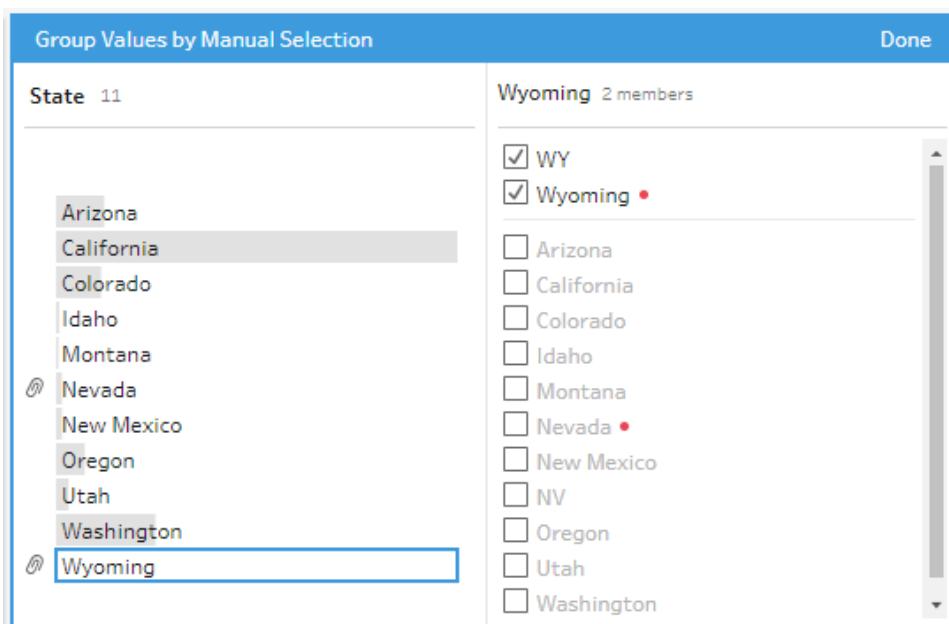 Group Values by Manual Selection Done
State 11
Arizona
California
Colorado
Idaho
Montana
Nevada
New Mexico
Oregon
Utah
Washington
Wyoming
Wyoming 2 members
WY
Wyoming
Arizona
California
Colorado
Idaho
Montana
Nevada
New Mexico
NV
Oregon
Utah
Washington